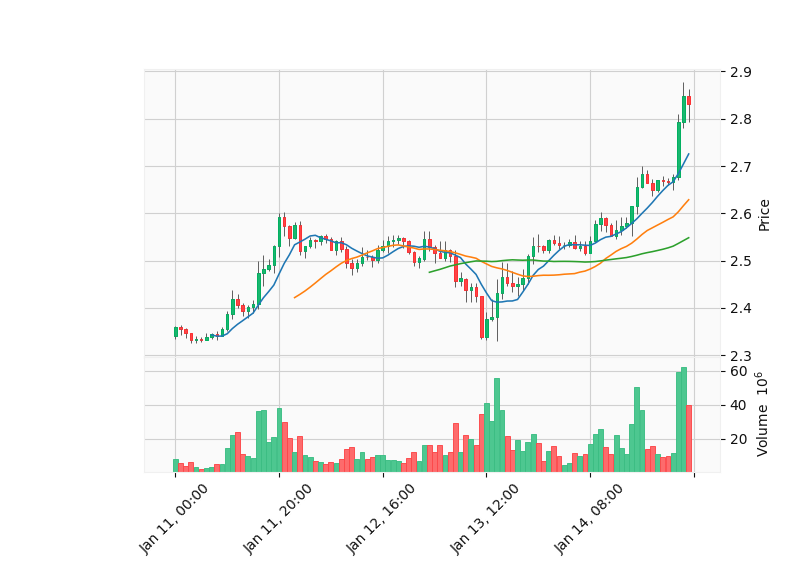 2.9
2.8
2.7
2.6
2.5
2.4
2.3
Price
60
40
20
Volume 10^6
Jan 11, 00:00
Jan 11, 20:00
Jan 12, 16:00
Jan 13, 12:00
Jan 14, 08:00